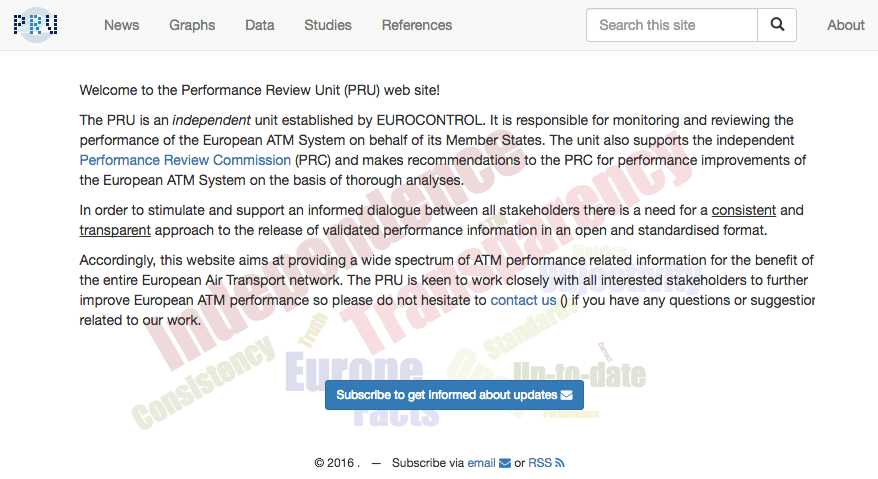 PRU News Graphs Data Studies References Search this site About
Welcome to the Performance Review Unit (PRU) web site!
The PRU is an independent unit established by EUROCONTROL. It is responsible for monitoring and reviewing the
performance of the European ATM System on behalf of its Member States. The unit also supports the independent
Performance Review Commission (PRC) and makes recommendations to the PRC for performance improvements of
the European ATM System on the basis of thorough analyses.
In order to stimulate and support an informed dialogue between all stakeholders there is a need for a consistent and
transparent approach to the release of validated performance information in an open and standardised format.
Accordingly, this website aims at providing a wide spectrum of ATM performance related information for the benefit of
the entire European Air Transport network. The PRU is keen to work closely with all interested stakeholders to further
improve European ATM performance so please do not hesitate to contact us () if you have any questions or suggestion
related to our work.
Independence
Transparency
Objectivity
Truth
Standards
Consistency
Europe
Up-to-date
Correct
Facts
Performance
Subscribe to get informed about updates
© 2016 . — Subscribe via email or RSS